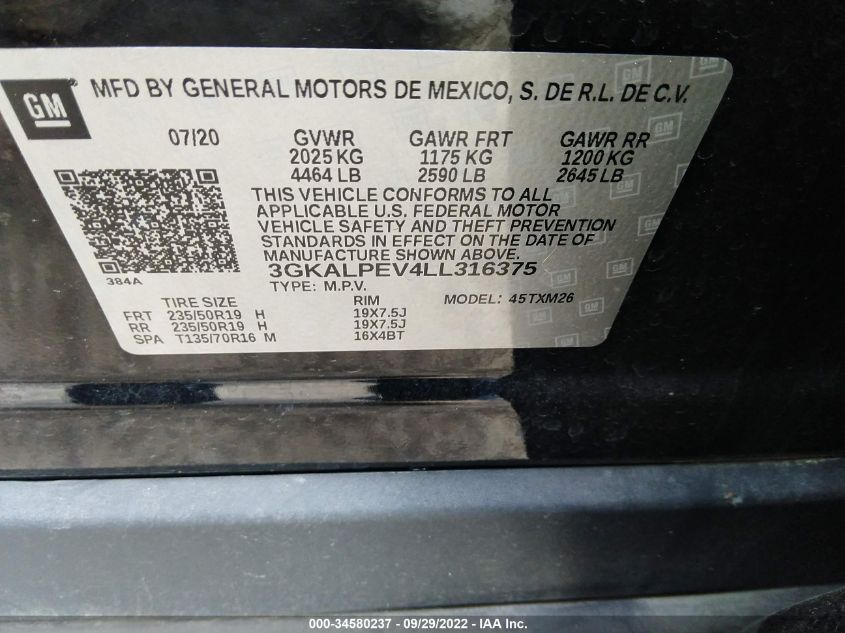 GM
MFD BY GENERAL MOTORS DE MEXICO, S. DE R.L. DE C.V.
07/20 GVWR GAWR FRT GAWR RR
2025 KG 1175 KG 1200 KG
4464 LB 2590 LB 2645 LB
THIS VEHICLE CONFORMS TO ALL
APPLICABLE U.S. FEDERAL MOTOR
VEHICLE SAFETY AND THEFT PREVENTION
STANDARDS IN EFFECT ON THE DATE OF
MANUFACTURE SHOWN ABOVE.
384A
3GKALPEV4LL316375
TYPE: M.P.V. MODEL: 45TXM26
TIRE SIZE RIM
FRT 235/50R19 H 19X7.5J
RR 235/50R19 H 19X7.5J
SPA T135/70R16 M 16X4BT
000-34580237 - 09/29/2022 - IAA Inc.